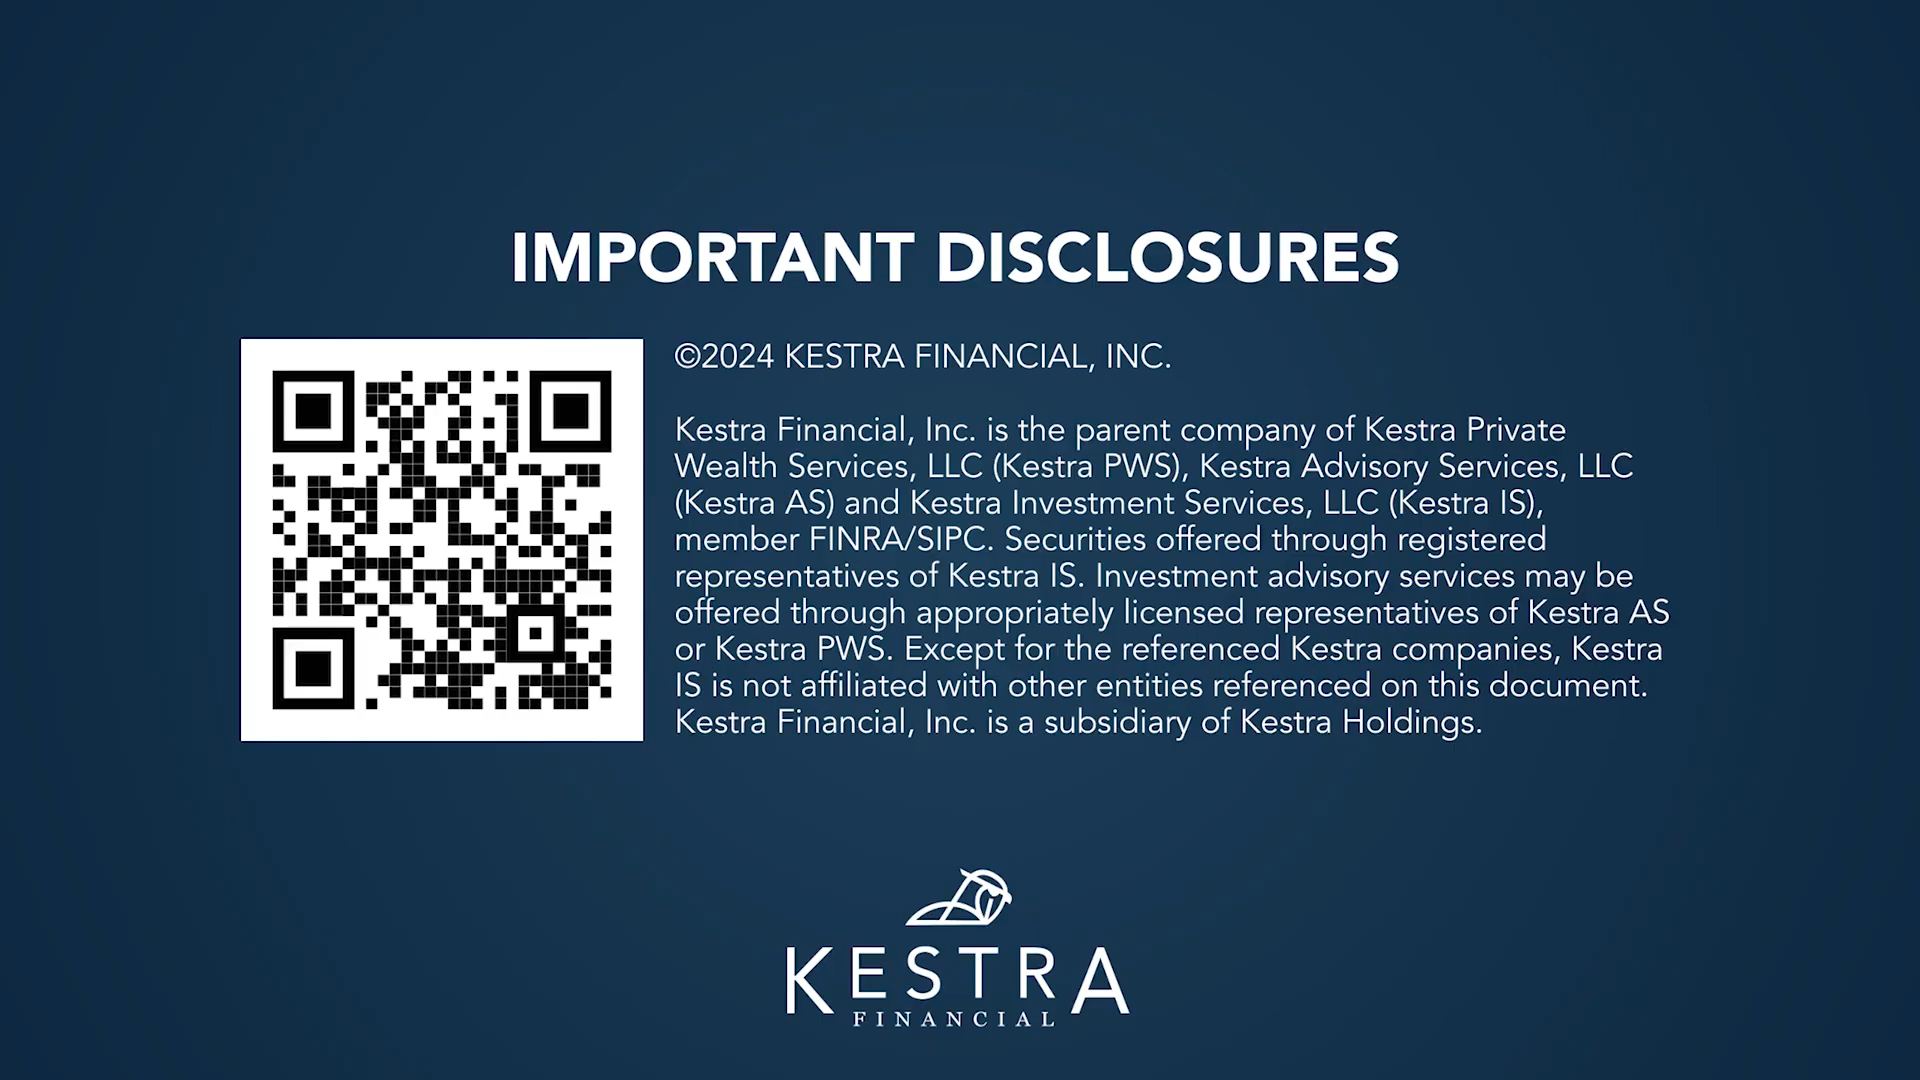 IMPORTANT DISCLOSURES
©2024 KESTRA FINANCIAL, INC.
Kestra Financial, Inc. is the parent company of Kestra Private
Wealth Services, LLC (Kestra PWS), Kestra Advisory Services, LLC
(Kestra AS) and Kestra Investment Services, LLC (Kestra IS),
member FINRA/SIPC. Securities offered through registered
representatives of Kestra IS. Investment advisory services may be
offered through appropriately licensed representatives of Kestra AS
or Kestra PWS. Except for the referenced Kestra companies, Kestra
IS is not affiliated with other entities referenced on this document.
Kestra Financial, Inc. is a subsidiary of Kestra Holdings.
KESTRA
FINANCIAL